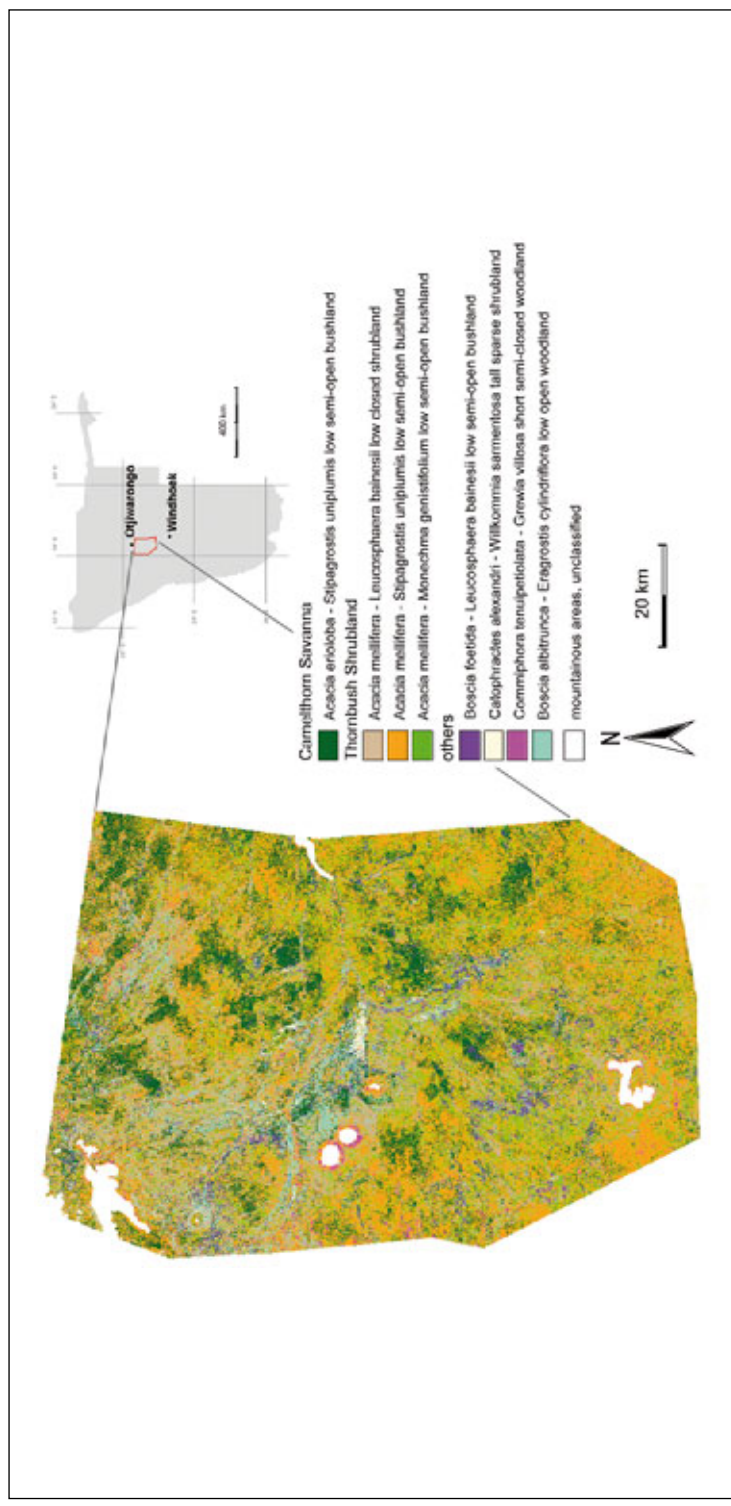 Otjiwarongo
Windhoek
400 km
Camelthorn Savanna
Acacia erioloba - Stipagrostis uniplumis low semi-open bushland
Thornbush Shrubland
Acacia mellifera - Leucosphaera bainesii low closed shrubland
Acacia mellifera - Stipagrostis uniplumis low semi-open bushland
Acacia mellifera - Monechma genistifolium low semi-open bushland
others
Boscia foetida - Leucosphaera bainesii low semi-open bushland
Catophractes alexandri - Willkommia sarmentosa tall sparse shrubland
Commiphora tenuipetiolata - Grewia villosa short semi-closed woodland
Boscia albitrunca - Eragrostis cylindriflora low open woodland
mountainous areas, unclassified
N
20 km